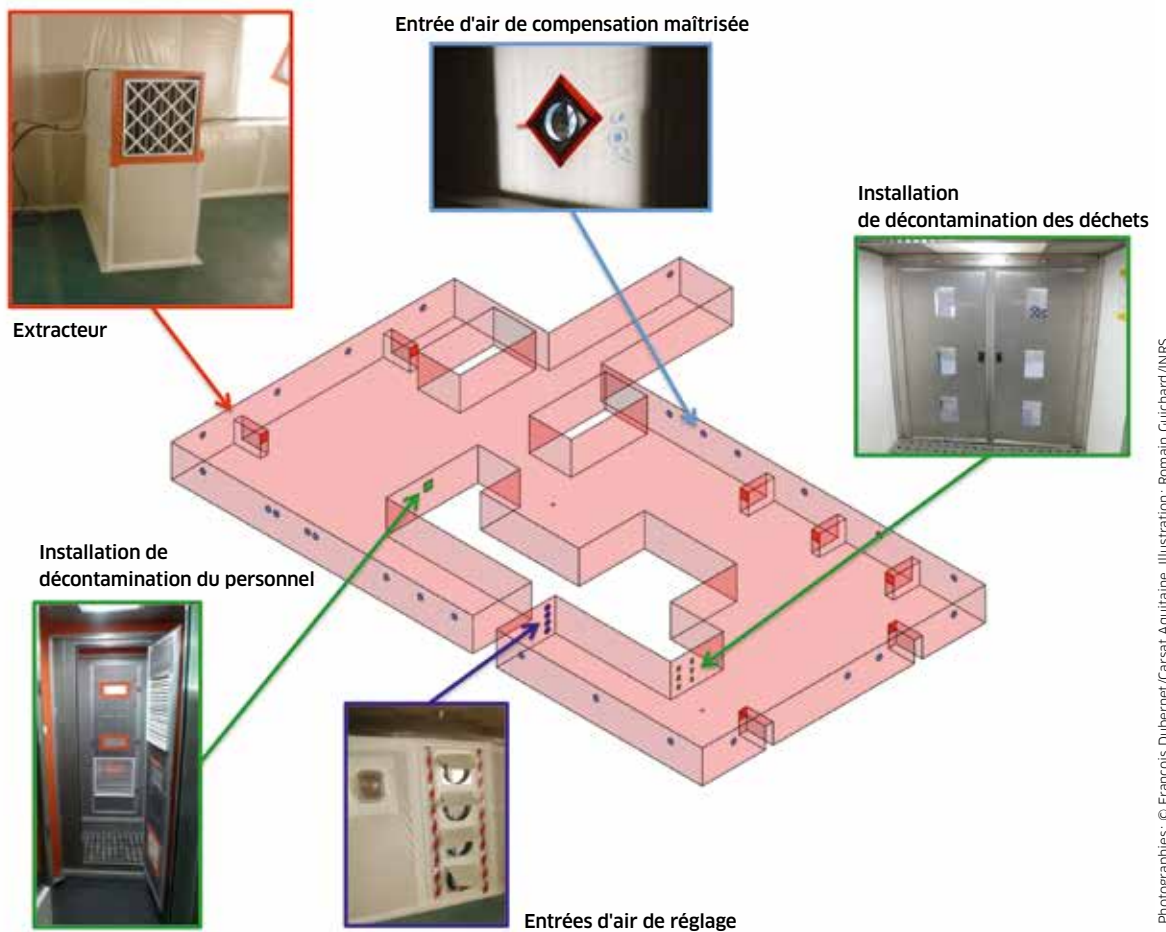 Entrée d'air de compensation maîtrisée
Installation
de décontamination des déchets
Extracteur
Installation de
décontamination du personnel
Entrées d'air de réglage
Photographies : © François Dubernet/Carsat Aquitaine. Illustration : Romain Guichard/INRS